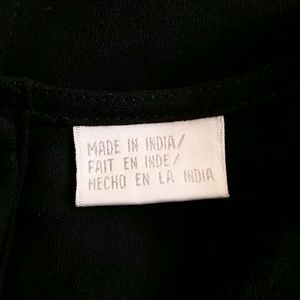 MADE IN INDIA/
FAIT EN INDE/
HECHO EN LA INDIA